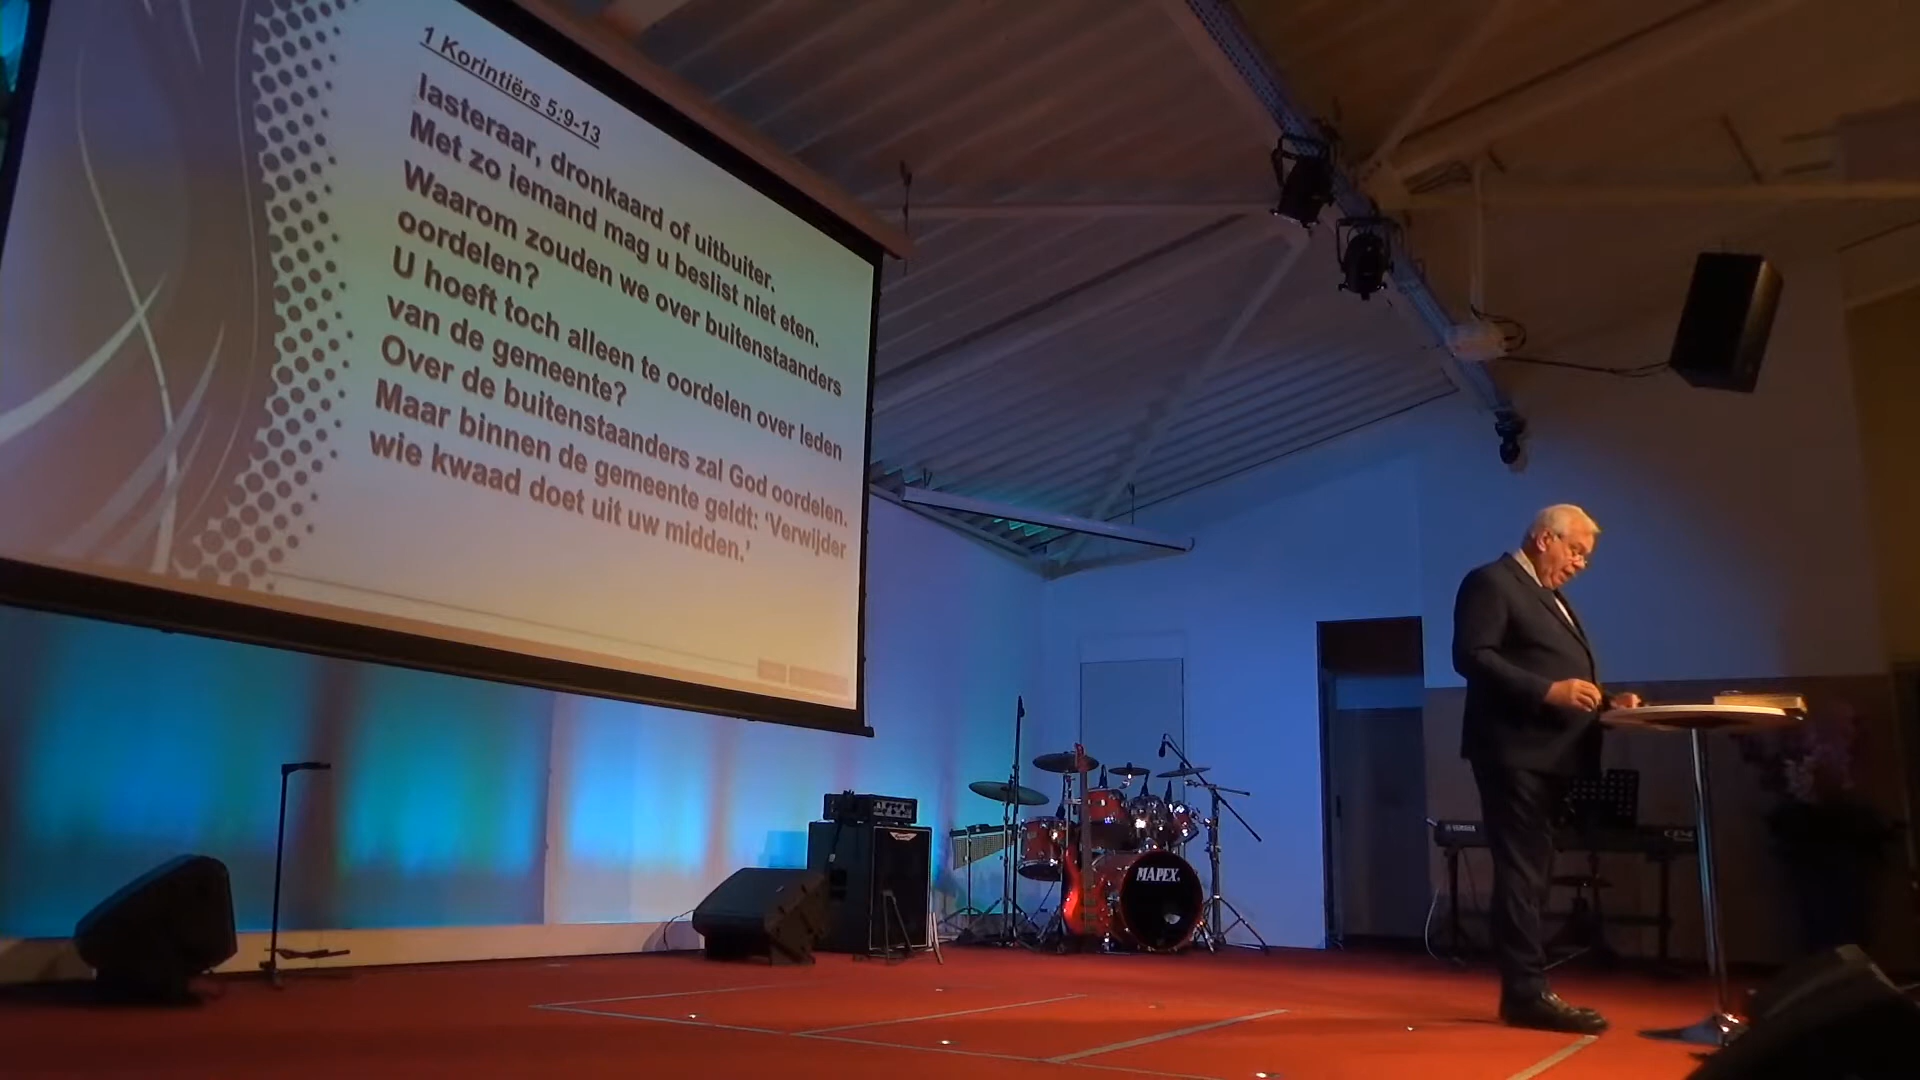 1 Korintiërs 5:9-13
lasteraar, dronkaard of uitbuiter.
Met zo iemand mag u beslist niet eten.
Waarom zouden we over buitenstaanders
oordelen?
U hoeft toch alleen te oordelen over leden
van de gemeente?
Over de buitenstaanders zal God oordelen.
Maar binnen de gemeente geldt: ‘Verwijder
wie kwaad doet uit uw midden.’
MAPEX
YAMAHA